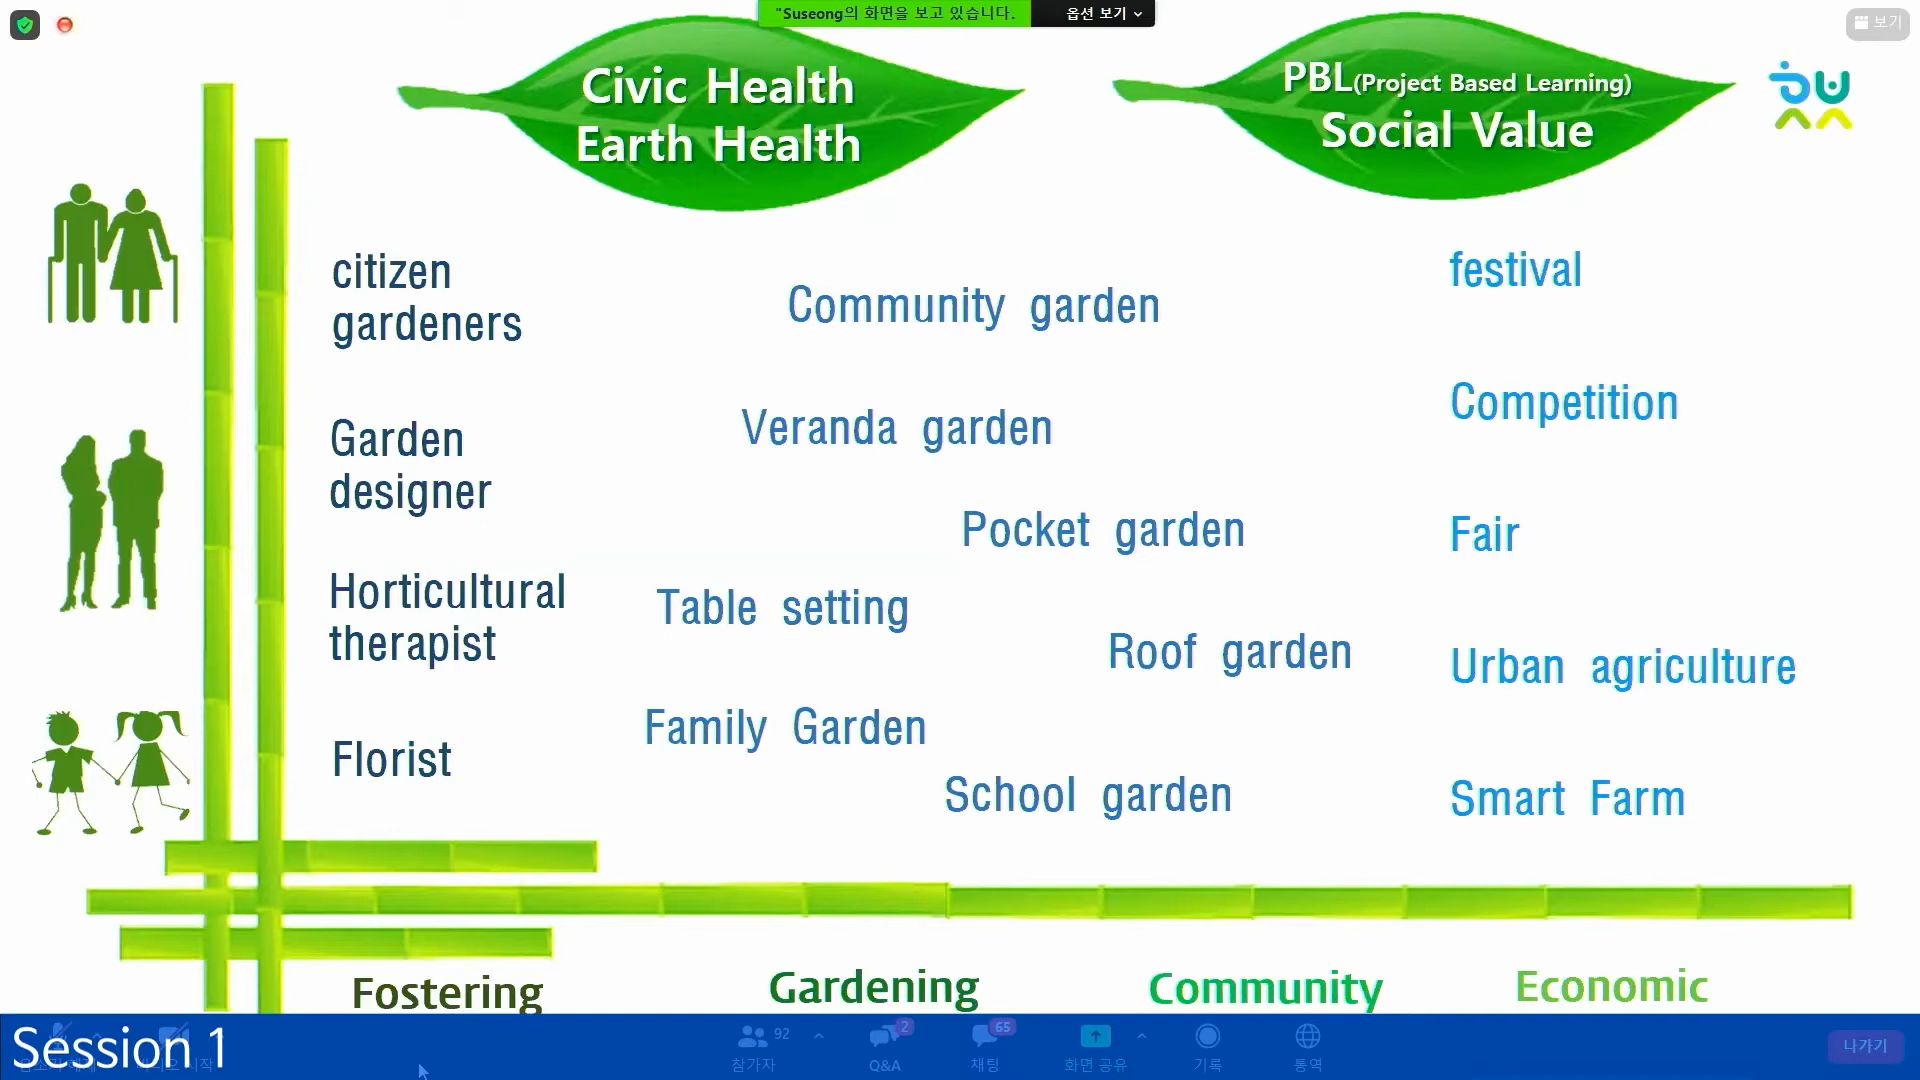 "Suseong의 화면을 보고 있습니다.
옵션 보기
보기
Civic Health
Earth Health
PBL(Project Based Learning)
Social Value
citizen
gardeners
Community garden
festival
Competition
Garden
designer
Veranda garden
Pocket garden
Fair
Horticultural
therapist
Table setting
Roof garden
Urban agriculture
Family Garden
Florist
School garden
Smart Farm
Fostering
Gardening
Community
Economic
Session 1
92
참가자
2
Q&A
65
채팅
화면 공유
기록
통역
나가기